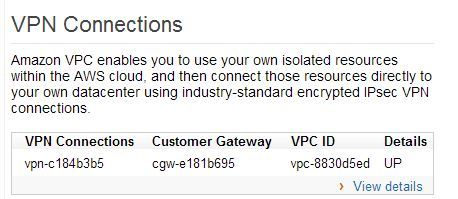 VPN Connections
Amazon VPC enables you to use your own isolated resources
within the AWS cloud, and then connect those resources directly to
your own datacenter using industry-standard encrypted IPsec VPN
connections.
VPN Connections Customer Gateway VPC ID Details
vpn-c184b3b5 cgw-e181b695 vpc-8830d5ed UP
› View details